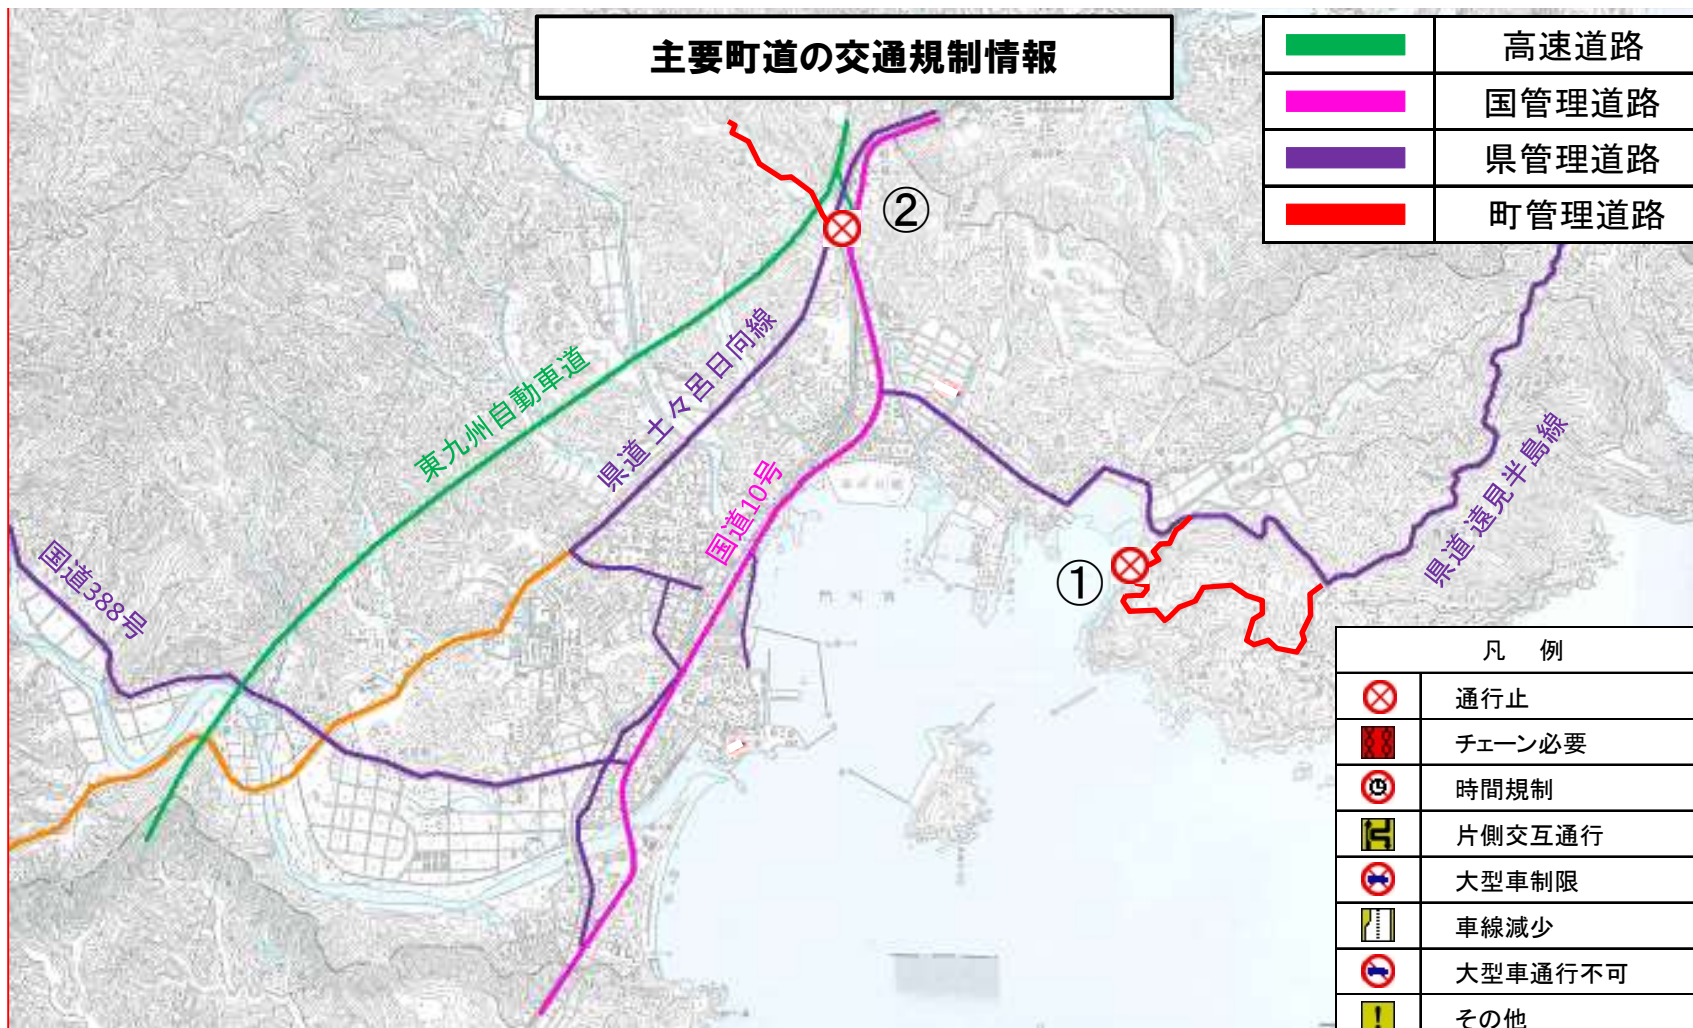 主要町道の交通規制情報
高速道路
国管理道路
県管理道路
町管理道路
②
東九州自動車道
県道 土々呂日向線
国道10号
県道 遠見半島線
国道388号
①
凡 例
通行止
チェーン必要
時間規制
片側交互通行
大型車制限
車線減少
大型車通行不可
その他